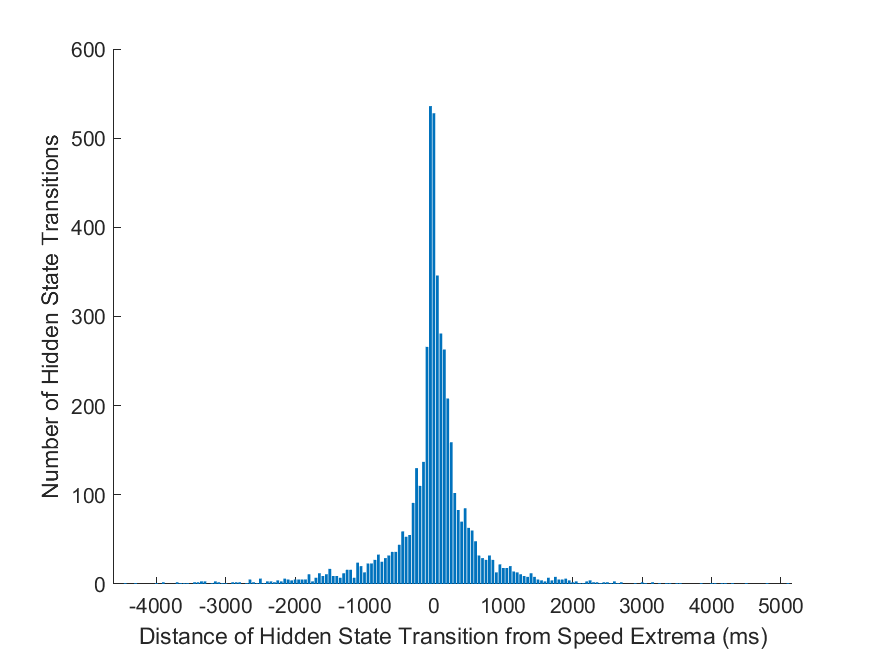 600
500
400
300
200
100
0
Number of Hidden State Transitions
-4000 -3000 -2000 -1000 0 1000 2000 3000 4000 5000
Distance of Hidden State Transition from Speed Extrema (ms)